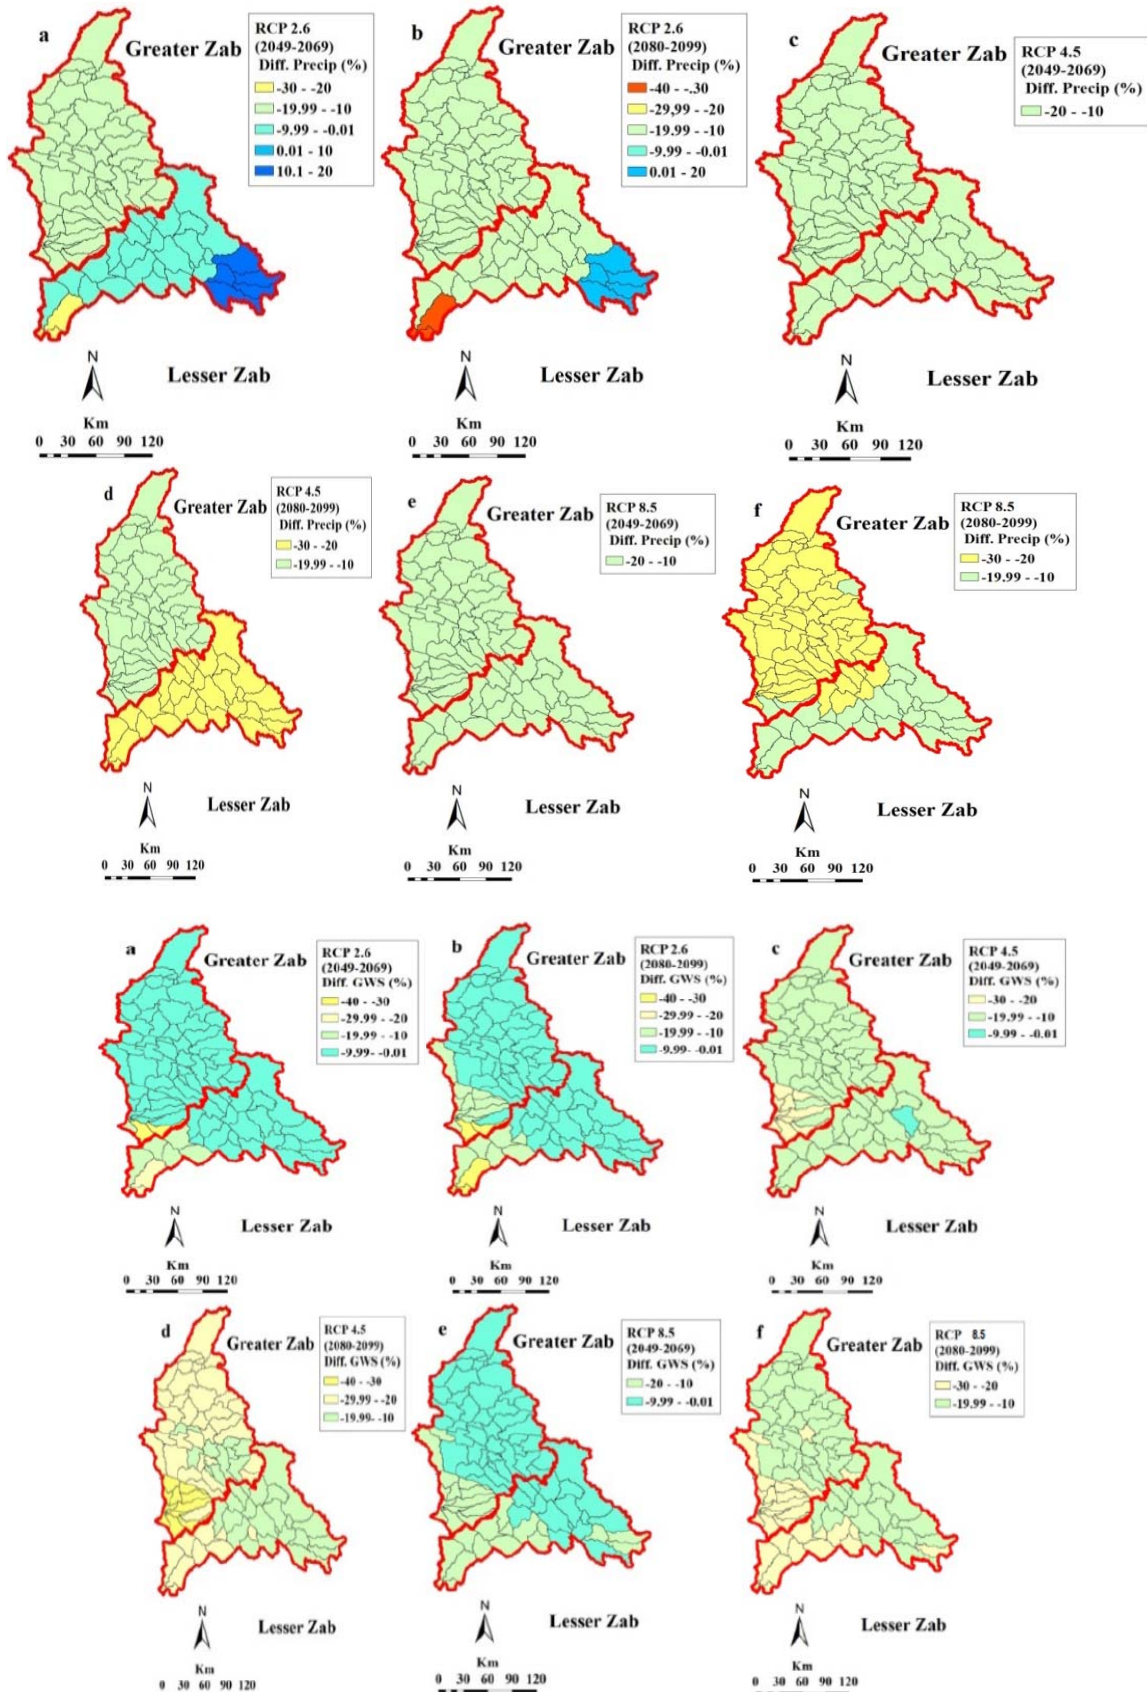 a
Greater Zab
RCP 2.6
(2049-2069)
Diff. Precip (%)
-30 - -20
-19.99 - -10
-9.99 - -0.01
0.01 - 10
10.1 - 20
Lesser Zab
N
Km
0 30 60 90 120
b
Greater Zab
RCP 2.6
(2080-2099)
Diff. Precip (%)
-40 - -.30
-29,99 - -20
-19.99 - -10
-9.99 - -0.01
0.01 - 20
Lesser Zab
N
Km
0 30 60 90 120
c
Greater Zab
RCP 4.5
(2049-2069)
Diff. Precip (%)
-20 - -10
Lesser Zab
N
Km
0 30 60 90 120
d
Greater Zab
RCP 4.5
(2080-2099)
Diff. Precip (%)
-30 - -20
-19.99 - -10
Lesser Zab
N
Km
0 30 60 90 120
e
Greater Zab
RCP 8.5
(2049-2069)
Diff. Precip (%)
-20 - -10
Lesser Zab
N
Km
0 30 60 90 120
f
Greater Zab
RCP 8.5
(2080-2099)
Diff. Precip (%)
-30 - -20
-19.99 - -10
Lesser Zab
N
Km
0 30 60 90 120
a
Greater Zab
RCP 2.6
(2049-2069)
Diff. GWS (%)
-40 - -30
-29.99 - -20
-19.99 - -10
-9.99- -0.01
Lesser Zab
N
Km
0 30 60 90 120
b
Greater Zab
RCP 2.6
(2080-2099)
Diff. GWS (%)
-40 - -30
-29.99 - -20
-19.99 - -10
-9.99- -0.01
Lesser Zab
N
Km
0 30 60 90 120
c
Greater Zab
RCP 4.5
(2049-2069)
Diff. GWS (%)
-30 - -20
-19.99 - -10
-9.99 - -0.01
Lesser Zab
N
Km
0 30 60 90 120
d
Greater Zab
RCP 4.5
(2080-2099)
Diff. GWS (%)
-40 - -30
-29.99 - -20
-19.99- -10
Lesser Zab
N
Km
0 30 60 90 120
e
Greater Zab
RCP 8.5
(2049-2069)
Diff. GWS (%)
-20 - -10
-9.99 - -0.01
Lesser Zab
N
Km
0 30 60 90 120
f
Greater Zab
RCP 8.5
(2080-2099)
Diff. GWS (%)
-30 - -20
-19.99 - -10
Lesser Zab
N
Km
0 30 60 90 120